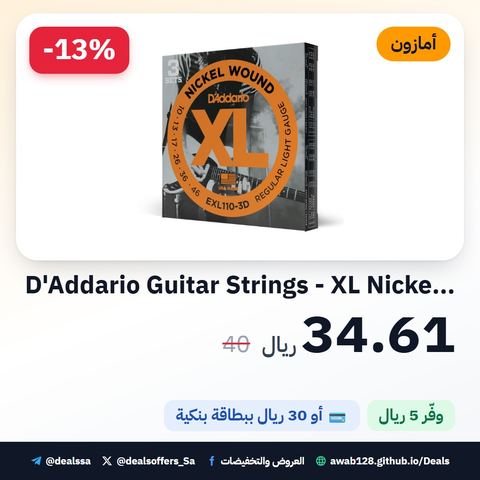 -13%
أمازون
3 SETS
NICKEL WOUND
D'Addario
XL
10 · 13 · 17 · 26 · 36 · 46
REGULAR LIGHT GAUGE
EXL110-3D
D'Addario Guitar Strings - XL Nicke...
34.61 ريال 40
وفّر 5 ريال
أو 30 ريال ببطاقة بنكية
@dealssa @dealsoffers_Sa العروض والتخفيضات awab128.github.io/Deals